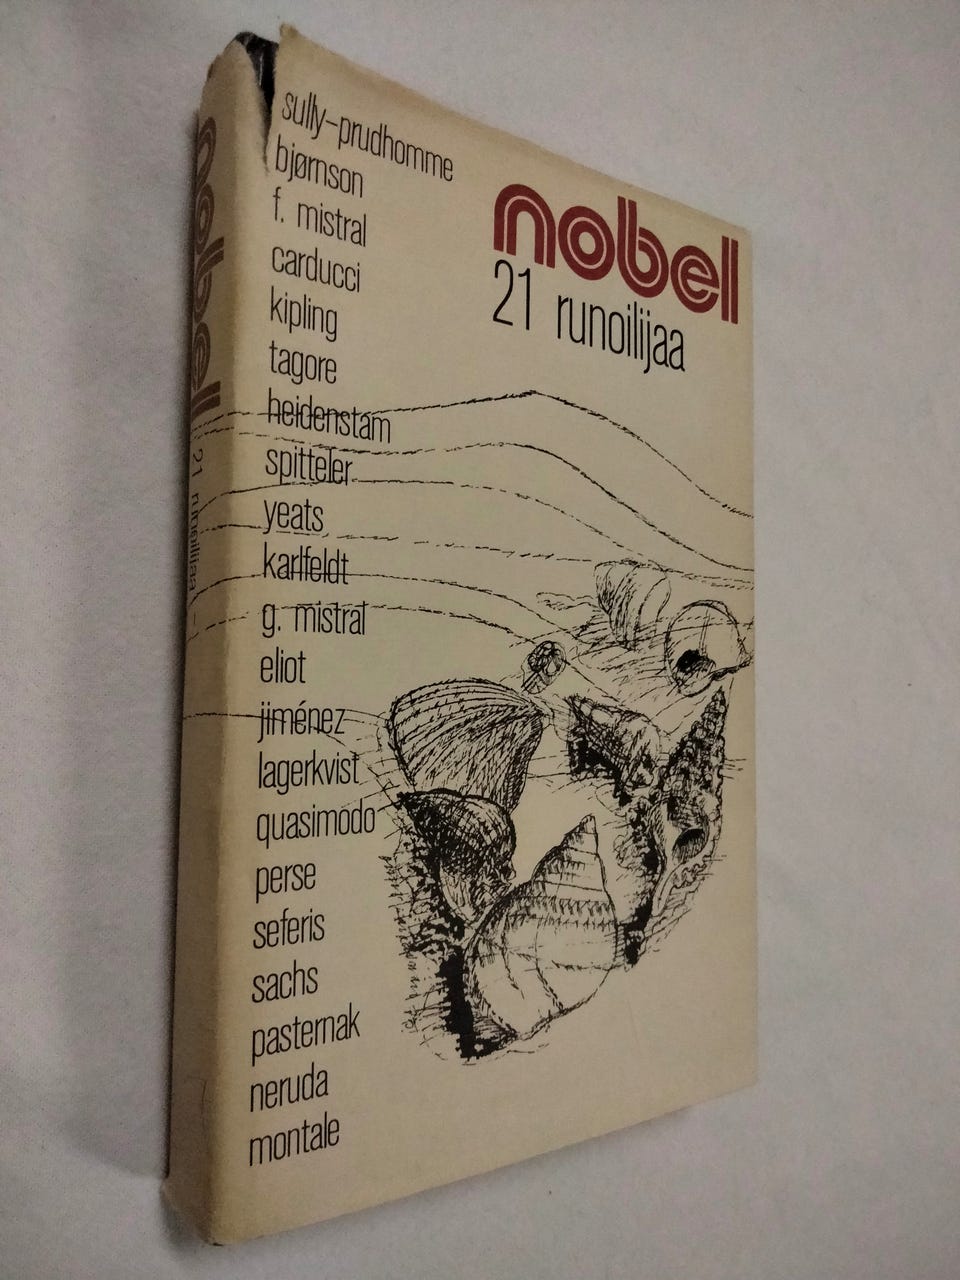 nobell
21 runoilijaa
sully-prudhomme
bjørnson
f. mistral
carducci
kipling
tagore
heidenstam
spitteler
yeats
karlfeldt
g. mistral
eliot
jiménez
lagerkvist
quasimodo
perse
seferis
sachs
pasternak
neruda
montale
nobell
21 runoilijaa